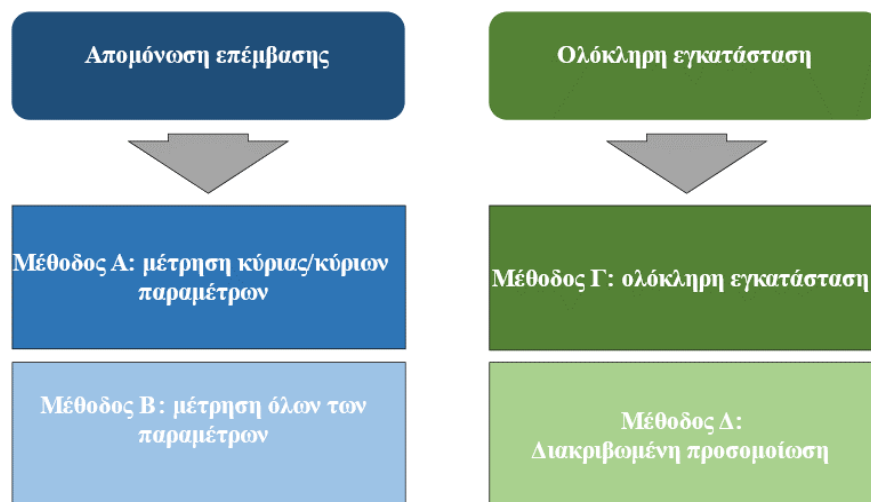 Απομόνωση επέμβασης
Ολόκληρη εγκατάσταση
Μέθοδος Α: μέτρηση κύριας/κύριων
παραμέτρων
Μέθοδος Γ: ολόκληρη εγκατάσταση
Μέθοδος Β: μέτρηση όλων των
παραμέτρων
Μέθοδος Δ:
Διακριβωμένη προσομοίωση